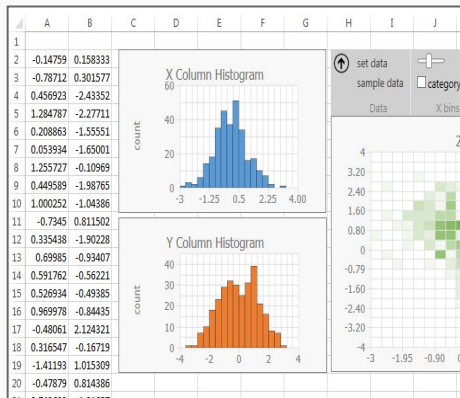 A B C D E F G H I J
1
2 -0.14759 0.158333
3 -0.78712 0.301577
4 0.456923 -2.43352
5 1.284787 -2.27711
6 0.208863 -1.55551
7 0.053934 -1.65001
8 1.255727 -0.10969
9 0.449589 -1.98765
10 1.000252 -1.04386
11 -0.7345 0.811502
12 0.335438 -1.90228
13 0.69985 -0.93407
14 0.591762 -0.56221
15 0.526934 -0.49385
16 0.969978 -0.84435
17 -0.48061 2.124321
18 0.316547 -0.16719
19 -1.41193 1.015309
20 -0.47879 0.814386
X Column Histogram
count
60
40
20
0
-3 -1.25 0.5 2.25 4.00
Y Column Histogram
count
40
30
20
10
0
-4 -2 0 2 4
set data
sample data
category
Data X bins
4
3.20
2.40
1.60
0.80
0
-0.79
-1.60
-2.40
-3.20
-4
-3 -1.95 -0.90